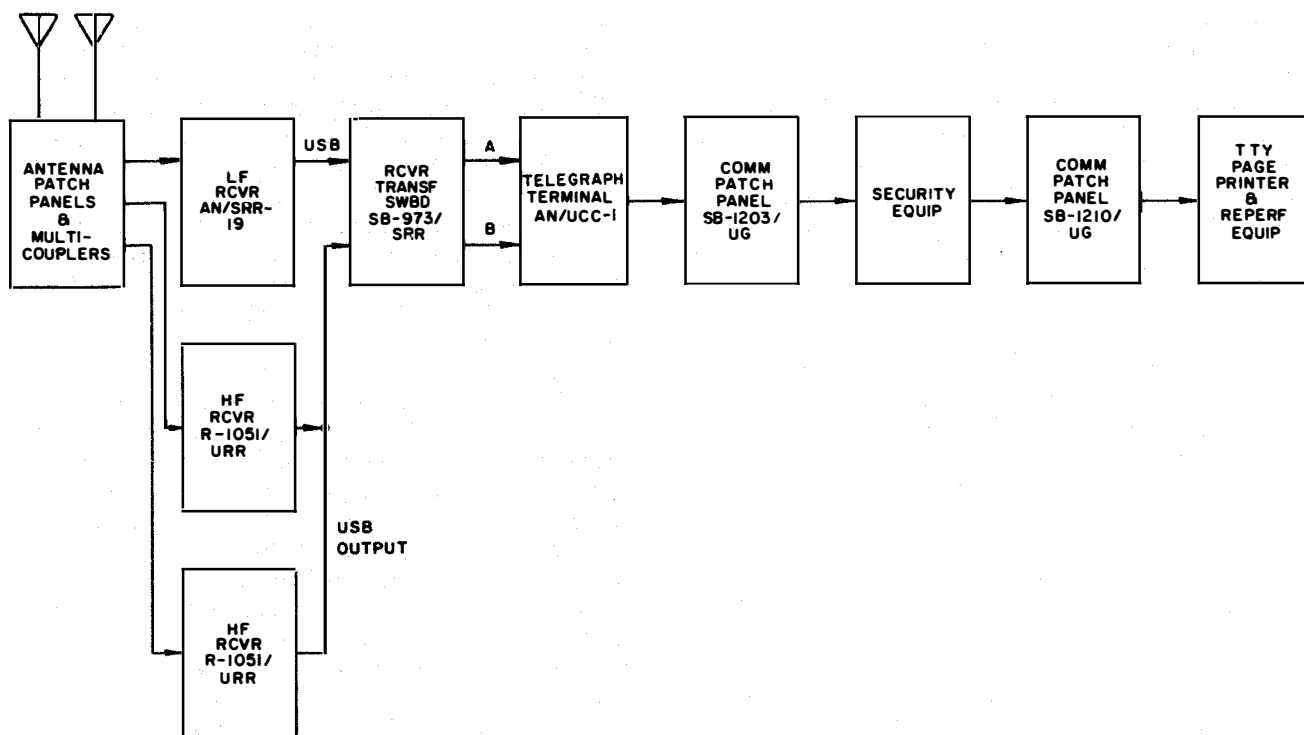 ANTENNA
PATCH
PANELS
&
MULTI-
COUPLERS
LF
RCVR
AN/SRR-
19
USB
RCVR
TRANSF
SWBD
SB-973/
SRR
A
B
TELEGRAPH
TERMINAL
AN/UCC-1
COMM
PATCH
PANEL
SB-1203/
UG
SECURITY
EQUIP
COMM
PATCH
PANEL
SB-1210/
UG
TTY
PAGE
PRINTER
&
REPERF
EQUIP
HF
RCVR
R-1051/
URR
USB
OUTPUT
HF
RCVR
R-1051/
URR